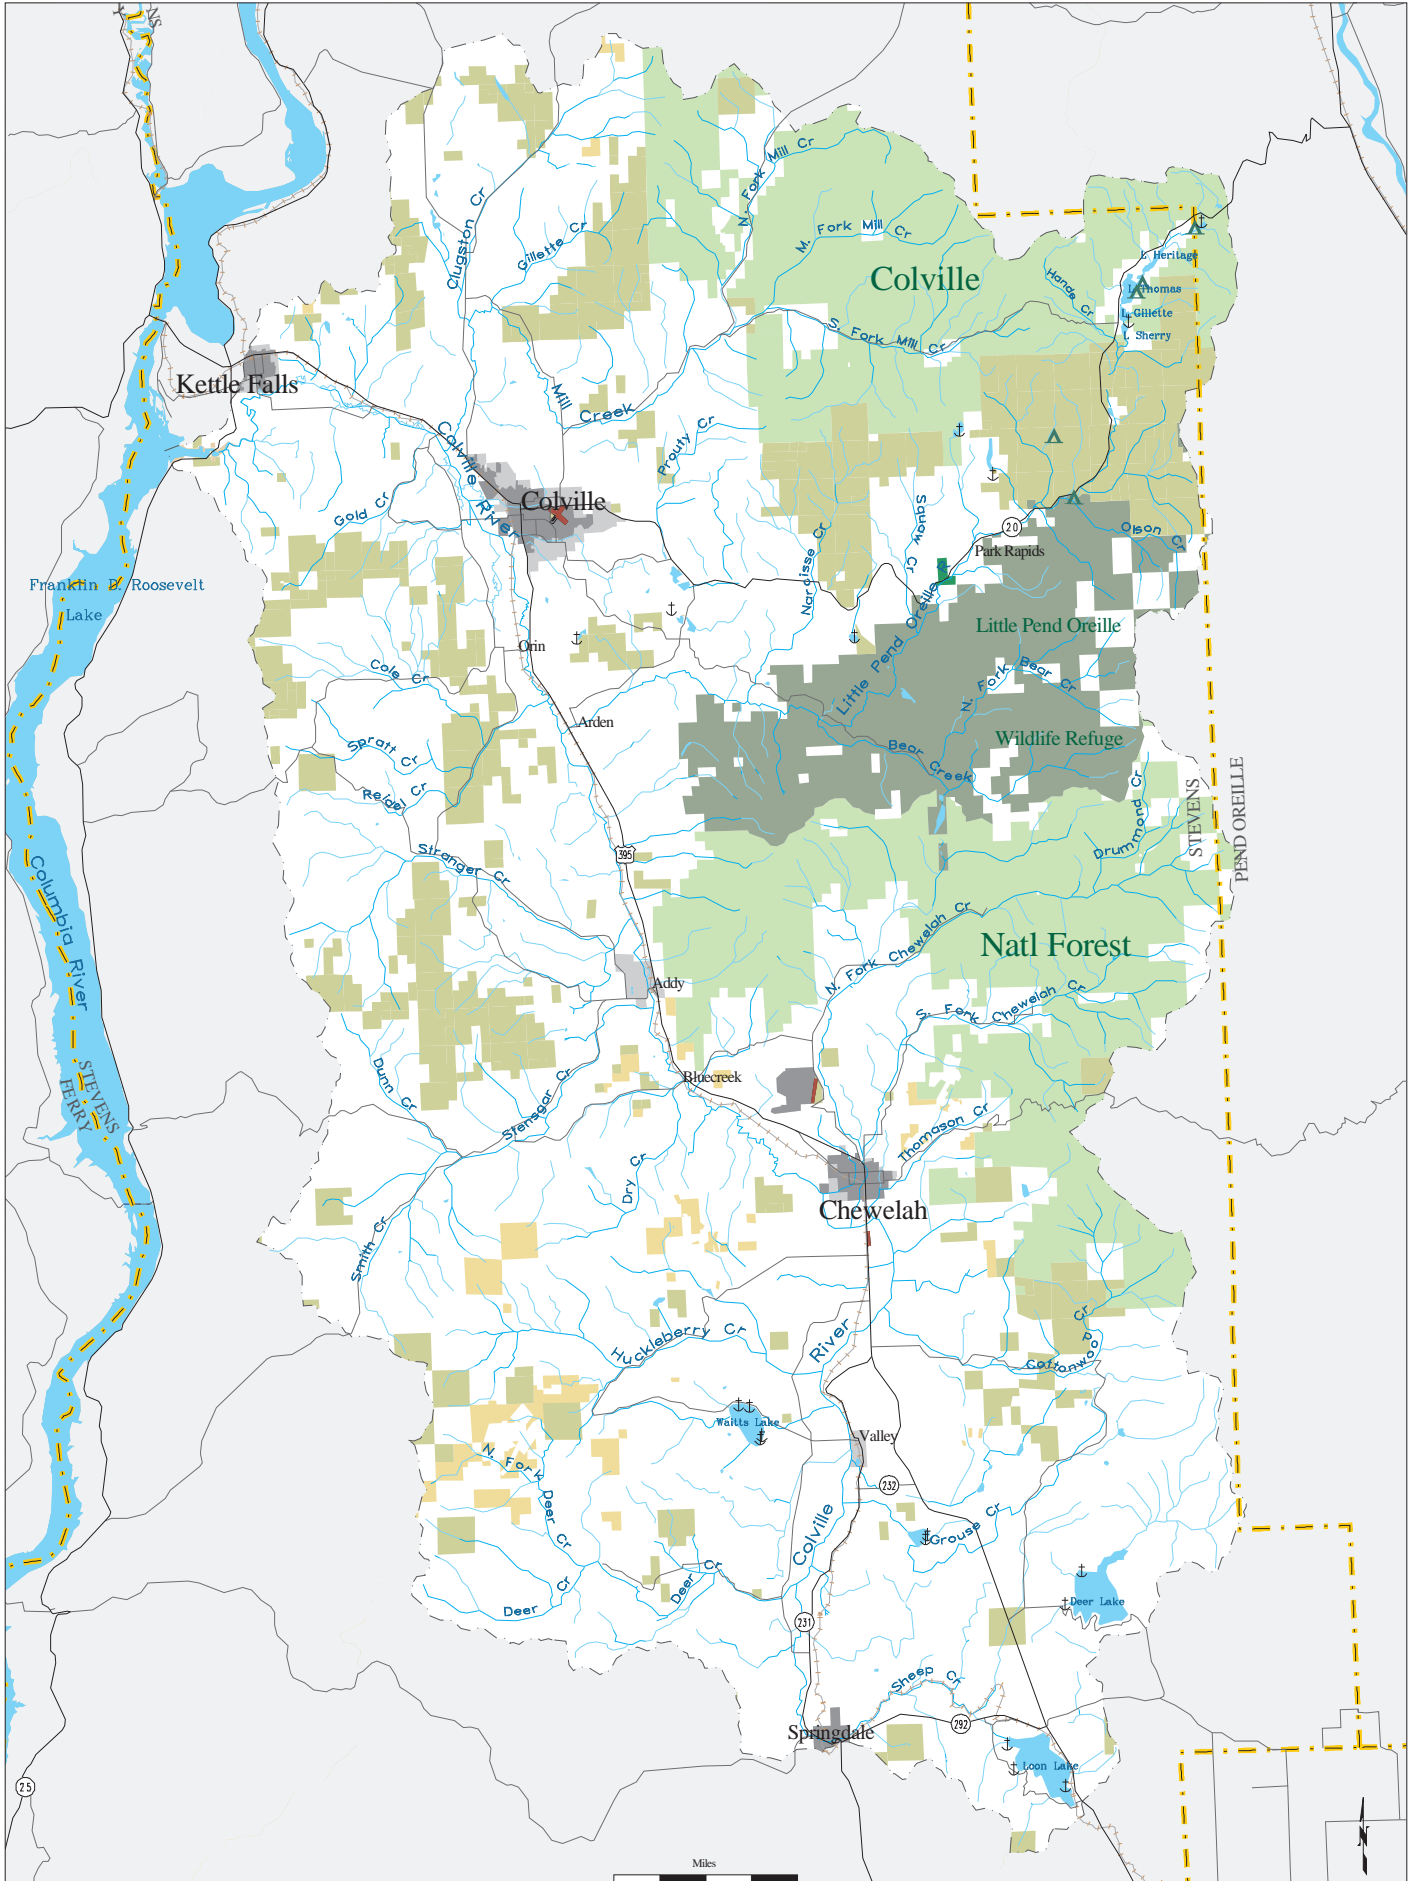 NS
Clugston Cr
Gillette Cr
N. Fork Mill Cr
M. Fork Mill Cr
Colville
S. Fork Mill Cr
Hande Cr
L Heritage
L Thomas
L Gillette
L Sherry
Kettle Falls
Mill Creek
Prouty Cr
Colville River
Colville
Gold Cr
Narcisse Cr
Squaw Cr
20
Park Rapids
Olson Cr
Franklin D. Roosevelt
Lake
Orin
Cole Cr
Little Pend Oreille R
Little Pend Oreille
N. Fork Bear Cr
Wildlife Refuge
Arden
Spratt Cr
Reidel Cr
Bear Creek
Drummond Cr
STEVENS
PEND OREILLE
395
Stranger Cr
Columbia River
N. Fork Chewelah Cr
Natl Forest
Addy
S. Fork Chewelah Cr
STEVENS
FERRY
Dunn Cr
Stensgar Cr
Bluecreek
Thomason Cr
Dry Cr
Chewelah
Smith Cr
Huckleberry Cr
River
Cottonwood Cr
Waitts Lake
Valley
N. Fork Deer Cr
232
Colville
Grouse Cr
Deer Cr
Deer Cr
Deer Lake
231
Sheep Cr
Springdale
292
Loon Lake
25
N
Miles